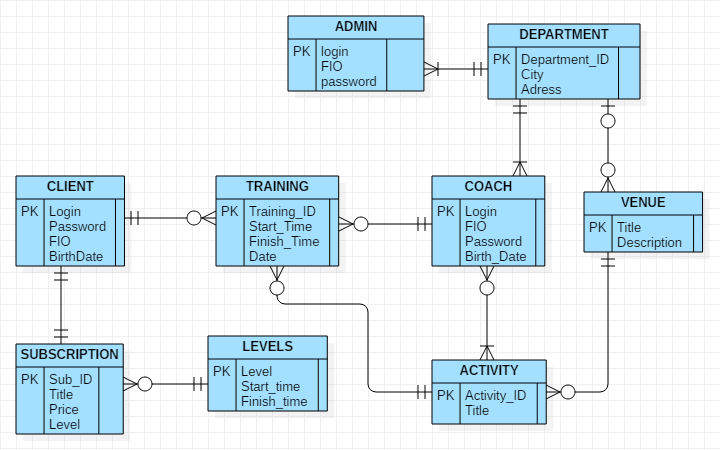 ADMIN
PK login
FIO
password
DEPARTMENT
PK Department_ID
City
Adress
CLIENT
PK Login
Password
FIO
BirthDate
TRAINING
PK Training_ID
Start_Time
Finish_Time
Date
COACH
PK Login
FIO
Password
Birth_Date
VENUE
PK Title
Description
SUBSCRIPTION
PK Sub_ID
Title
Price
Level
LEVELS
PK Level
Start_time
Finish_time
ACTIVITY
PK Activity_ID
Title